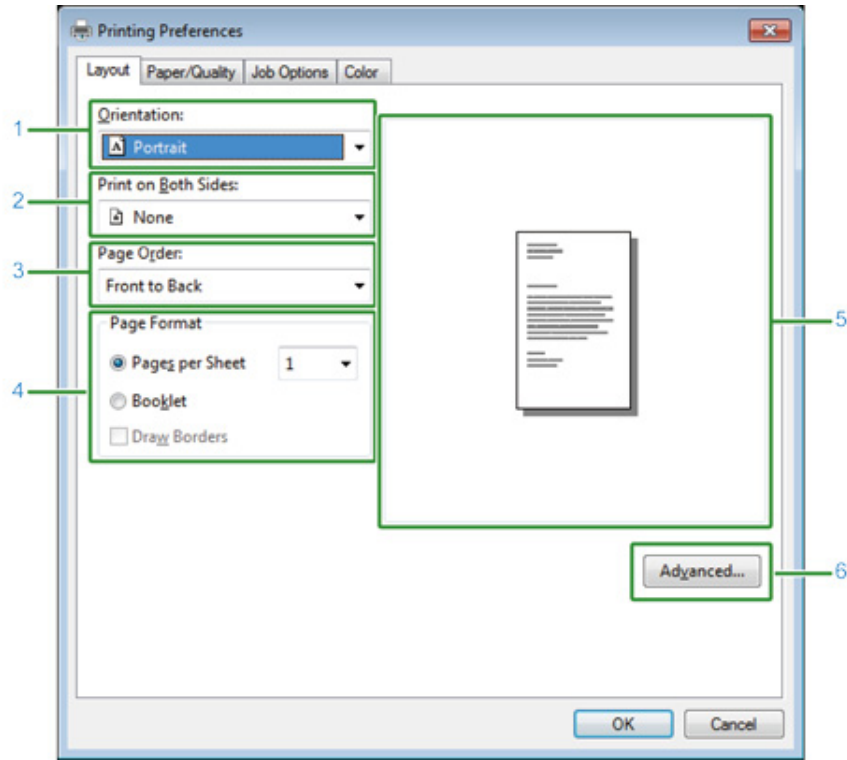 Printing Preferences
Layout Paper/Quality Job Options Color
1
Orientation:
Portrait
2
Print on Both Sides:
None
3
Page Order:
Front to Back
4
Page Format
Pages per Sheet 1
Booklet
Draw Borders
5
Advanced...
6
OK Cancel